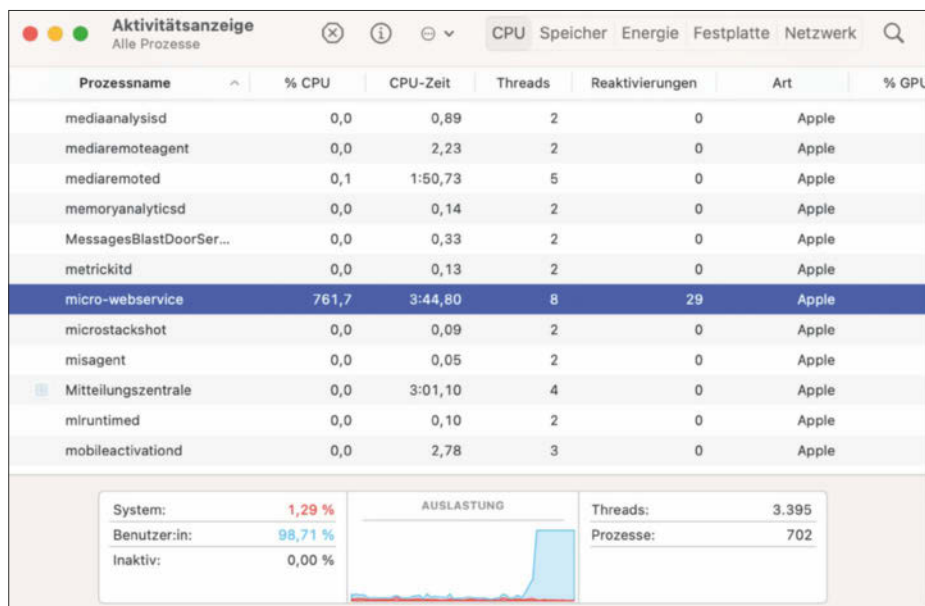 Aktivitätsanzeige
Alle Prozesse
CPU Speicher Energie Festplatte Netzwerk
Prozessname % CPU CPU-Zeit Threads Reaktivierungen Art % GPU
mediaanalysisd 0,0 0,89 2 0 Apple
mediaremoteagent 0,0 2,23 2 0 Apple
mediaremoted 0,1 1:50,73 5 0 Apple
memoryanalyticsd 0,0 0,14 2 0 Apple
MessagesBlastDoorSer... 0,0 0,33 2 0 Apple
metrickitd 0,0 0,13 2 0 Apple
micro-webservice 761,7 3:44,80 8 29 Apple
microstackshot 0,0 0,09 2 0 Apple
misagent 0,0 0,05 2 0 Apple
Mitteilungszentrale 0,0 3:01,10 4 0 Apple
mlruntimed 0,0 0,10 2 0 Apple
mobileactivationd 0,0 2,78 3 0 Apple
System: 1,29 % AUSLASTUNG Threads: 3.395
Benutzer:in: 98,71 % Prozesse: 702
Inaktiv: 0,00 %